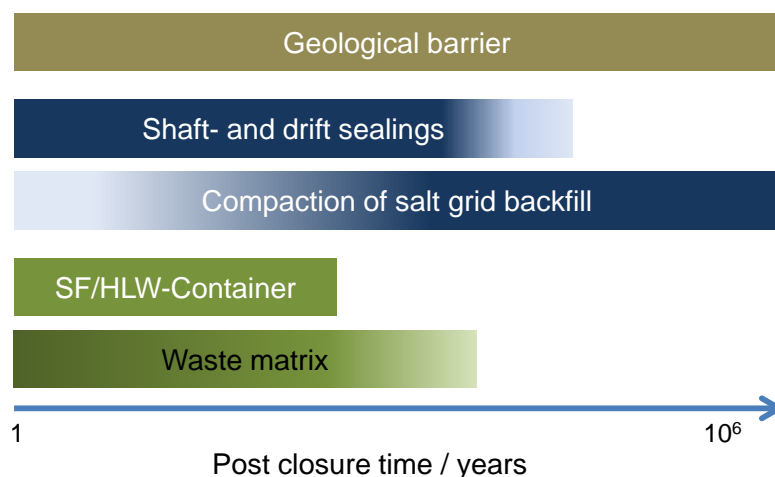 Geological barrier
Shaft- and drift sealings
Compaction of salt grid backfill
SF/HLW-Container
Waste matrix
1 10⁶
Post closure time / years